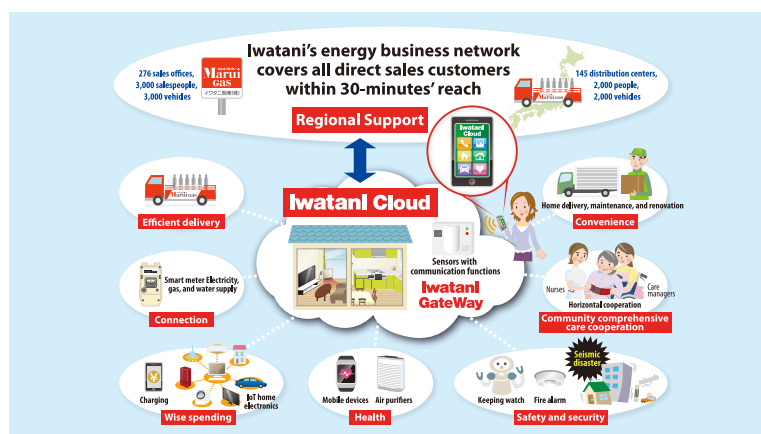 Iwatani's energy business network
covers all direct sales customers
within 30-minutes' reach
276 sales offices,
3,000 salespeople,
3,000 vehicles
Marui
gas
145 distribution centers,
2,000 people,
2,000 vehicles
Marui gas
Regional Support
Iwatani
Cloud
Iwatani Cloud
Marui gas
Efficient delivery
Sensors with
communication functions
Iwatani
GateWay
Home delivery, maintenance, and renovation
Convenience
Smart meter Electricity,
gas, and water supply
Connection
Nurses
Care
managers
Horizontal cooperation
Community comprehensive
care cooperation
Charging
IoT home
electronics
Wise spending
Mobile devices
Air purifiers
Health
Seismic
disaster
Keeping watch
Fire alarm
Safety and security